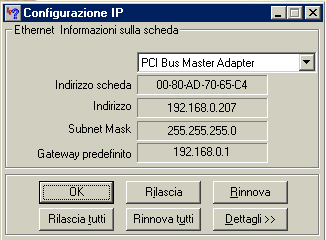 Configurazione IP
Ethernet Informazioni sulla scheda
PCI Bus Master Adapter
Indirizzo scheda 00-80-AD-70-65-C4
Indirizzo 192.168.0.207
Subnet Mask 255.255.255.0
Gateway predefinito 192.168.0.1
OK Rilascia Rinnova
Rilascia tutti Rinnova tutti Dettagli >>